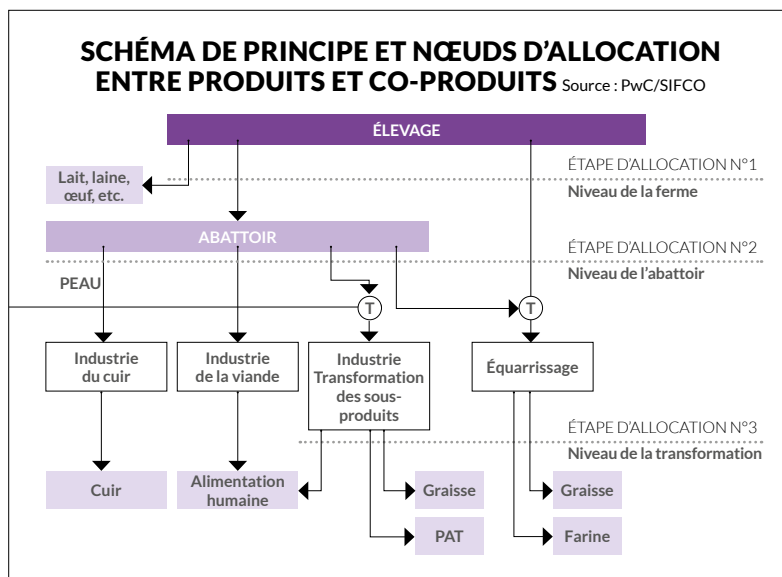 SCHÉMA DE PRINCIPE ET NŒUDS D'ALLOCATION
ENTRE PRODUITS ET CO-PRODUITS Source : PwC/SIFCO
ÉLEVAGE
ÉTAPE D'ALLOCATION N°1
Lait, laine,
œuf, etc.
Niveau de la ferme
ABATTOIR
ÉTAPE D'ALLOCATION N°2
Niveau de l'abattoir
PEAU
T
T
Industrie
du cuir
Industrie
de la viande
Industrie
Transformation
des sous-
produits
Équarrissage
ÉTAPE D'ALLOCATION N°3
Niveau de la transformation
Cuir
Alimentation
humaine
Graisse
Graisse
PAT
Farine